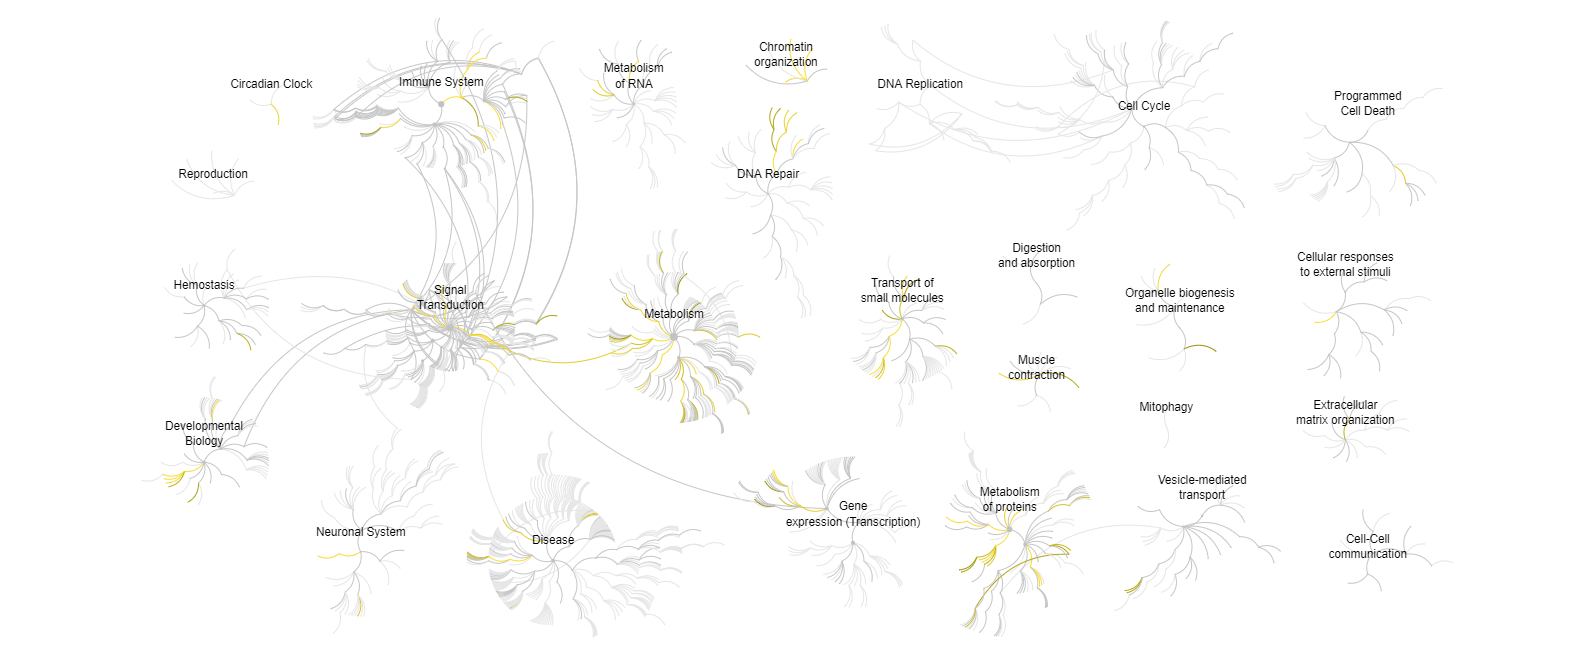 Circadian Clock
Immune System
Metabolism
of RNA
Chromatin
organization
DNA Replication
Cell Cycle
Programmed
Cell Death
Reproduction
DNA Repair
Hemostasis
Signal
Transduction
Metabolism
Transport of
small molecules
Digestion
and absorption
Organelle biogenesis
and maintenance
Cellular responses
to external stimuli
Muscle
contraction
Mitophagy
Extracellular
matrix organization
Developmental
Biology
Neuronal System
Disease
Gene
expression (Transcription)
Metabolism
of proteins
Vesicle-mediated
transport
Cell-Cell
communication